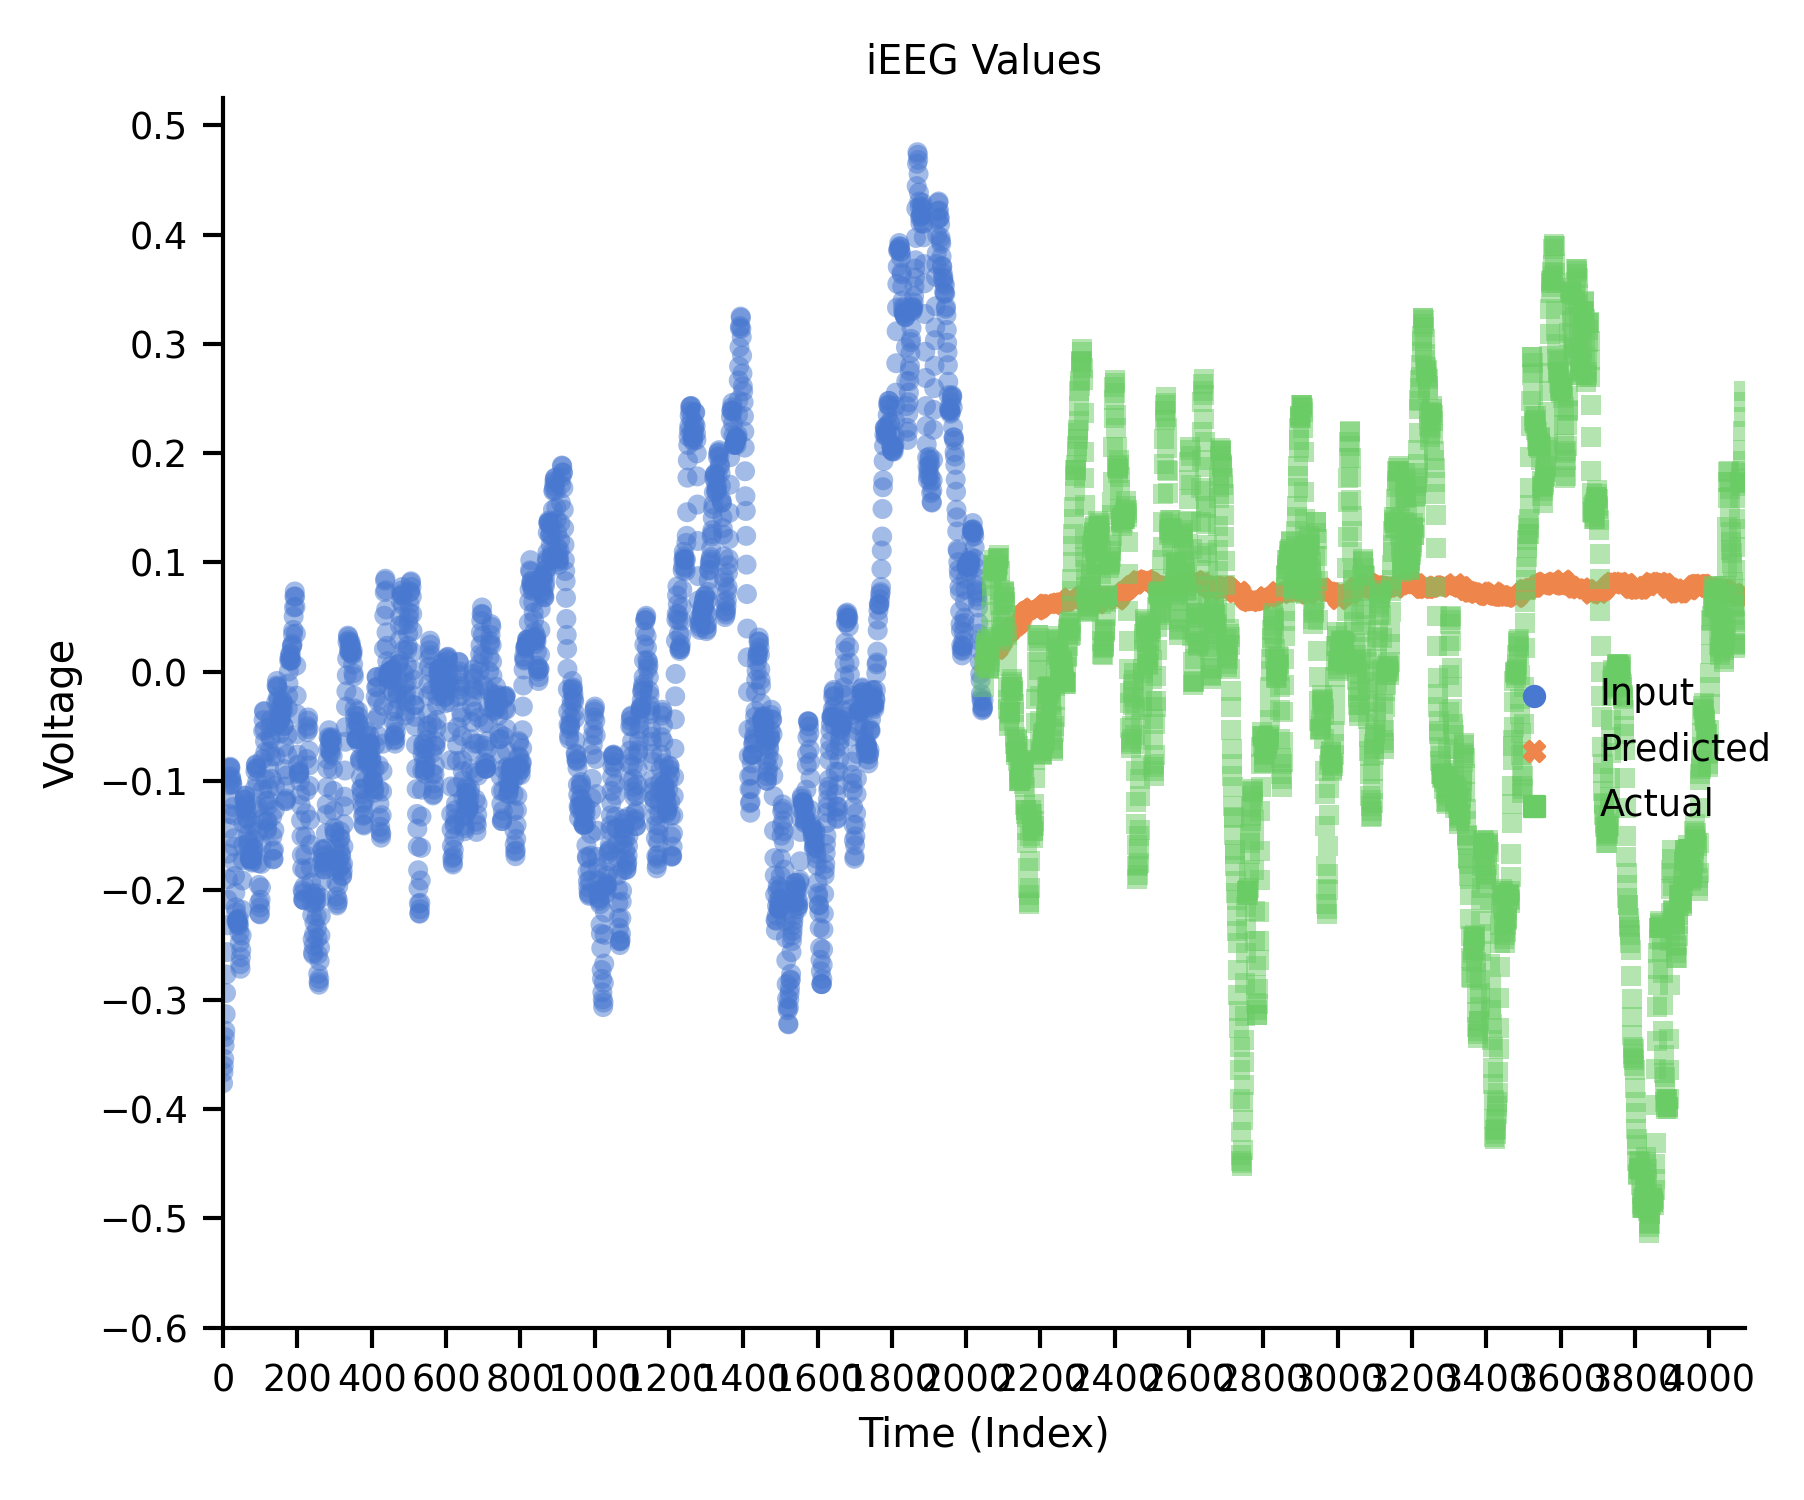 iEEG Values
0.5
0.4
0.3
0.2
0.1
0.0
−0.1
−0.2
−0.3
−0.4
−0.5
−0.6
Voltage
Input
Predicted
Actual
0 200 400 600 800 1000 1200 1400 1600 1800 2000 2200 2400 2600 2800 3000 3200 3400 3600 3800 4000
Time (Index)